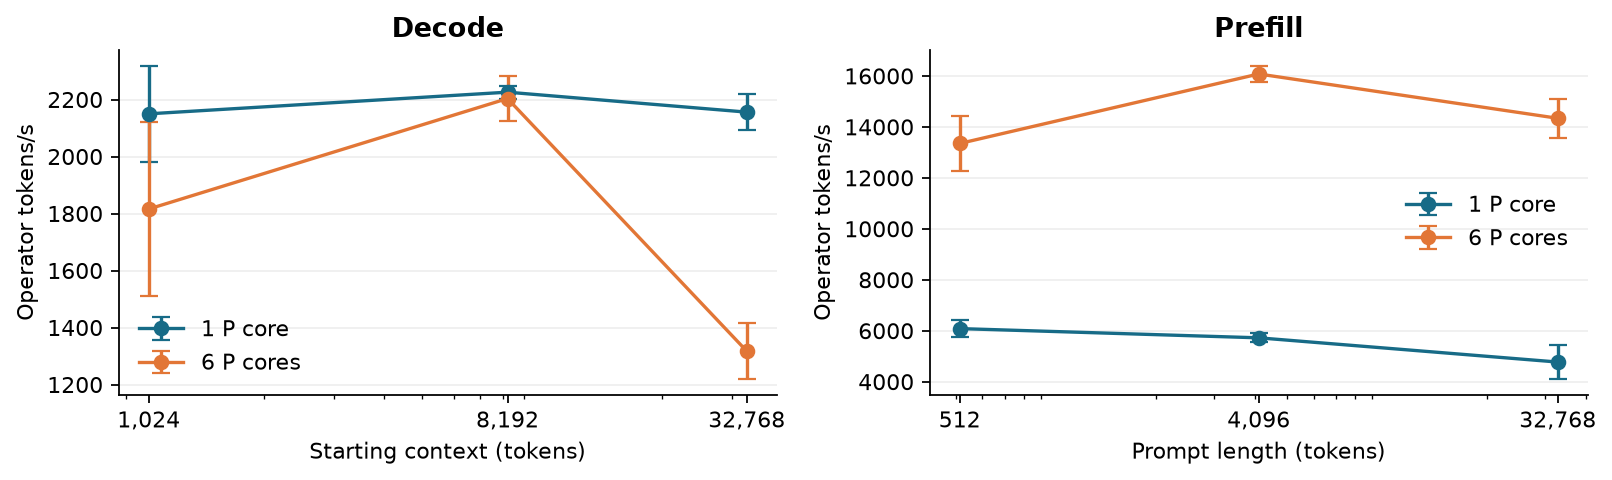 Decode
Operator tokens/s
2200
2000
1800
1600
1400
1200
1 P core
6 P cores
1,024
8,192
32,768
Starting context (tokens)
Prefill
Operator tokens/s
16000
14000
12000
10000
8000
6000
4000
1 P core
6 P cores
512
4,096
32,768
Prompt length (tokens)